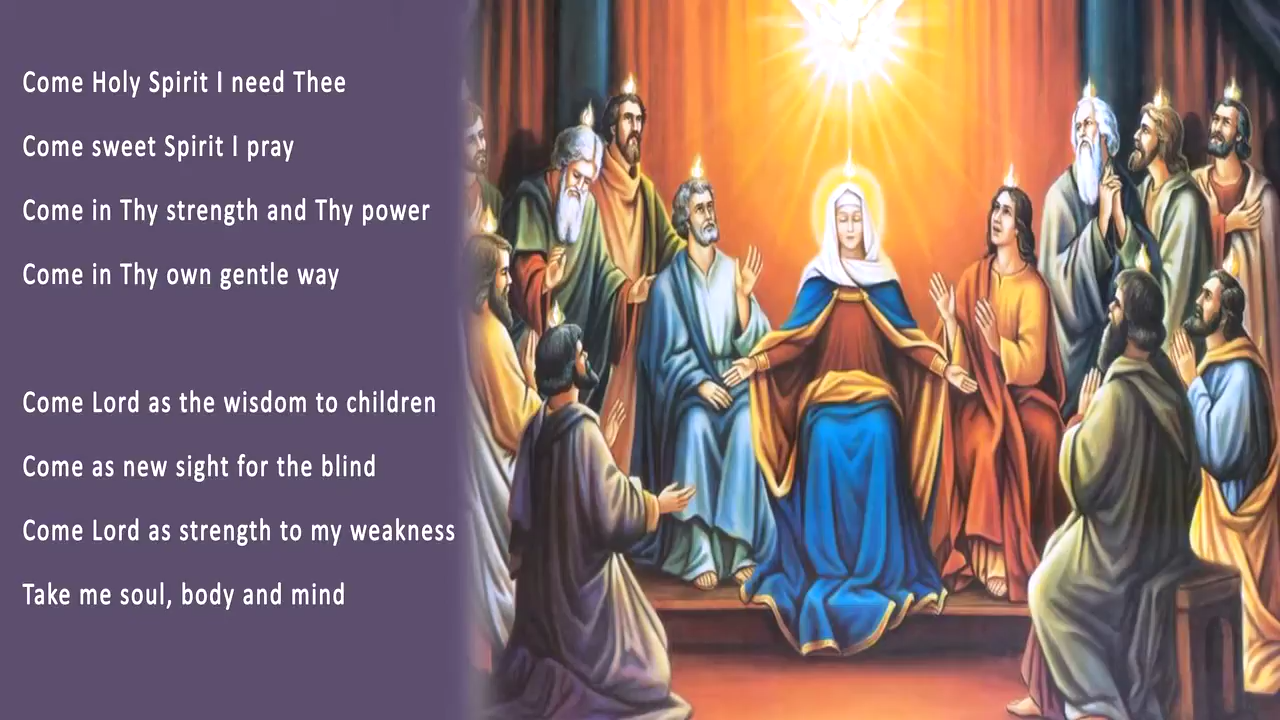 Come Holy Spirit I need Thee
Come sweet Spirit I pray
Come in Thy strength and Thy power
Come in Thy own gentle way
Come Lord as the wisdom to children
Come as new sight for the blind
Come Lord as strength to my weakness
Take me soul, body and mind